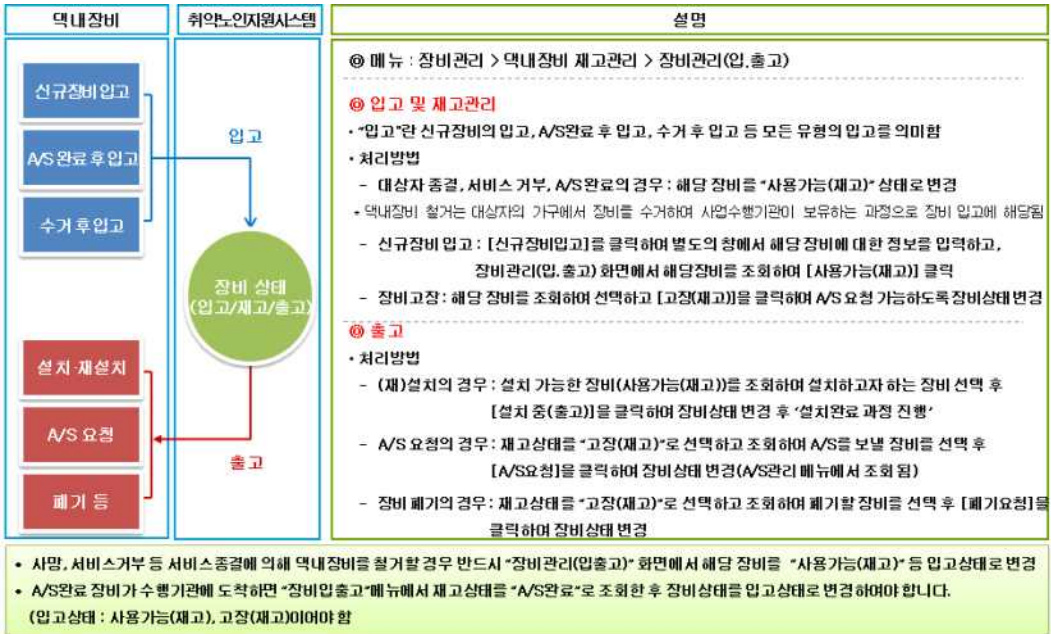 댁내장비
취약노인지원시스템
설명
신규장비 입고
A/S 완료 후 입고
수거 후 입고
입고
장비 상태
(입고/재고/출고)
설치·재설치
A/S 요청
폐기 등
출고
◎ 메뉴 : 장비관리 > 댁내장비 재고관리 > 장비관리(입.출고)
◎ 입고 및 재고관리
• "입고"란 신규장비의 입고, A/S완료 후 입고, 수거 후 입고 등 모든 유형의 입고를 의미함
• 처리방법
– 대상자 종결, 서비스 거부, A/S완료의 경우 : 해당 장비를 "사용가능(재고)" 상태로 변경
* 댁내장비 철거는 대상자의 가구에서 장비를 수거하여 사업수행기관이 보유하는 과정으로 장비 입고에 해당됨
– 신규장비 입고 : [신규장비입고]를 클릭하여 별도의 창에서 해당 장비에 대한 정보를 입력하고,
장비관리(입.출고) 화면에서 해당장비를 조회하여 [사용가능(재고)] 클릭
– 장비고장 : 해당 장비를 조회하여 선택하고 [고장(재고)]을 클릭하여 A/S 요청 가능하도록 장비상태 변경
◎ 출고
• 처리방법
– (재)설치의 경우 : 설치 가능한 장비(사용가능(재고))를 조회하여 설치하고자 하는 장비 선택 후
[설치 중(출고)]을 클릭하여 장비상태 변경 후 '설치완료 과정 진행'
– A/S 요청의 경우 : 재고상태를 "고장(재고)"로 선택하고 조회하여 A/S를 보낼 장비를 선택 후
[A/S요청]을 클릭하여 장비상태 변경(A/S관리 메뉴에서 조회 됨)
– 장비 폐기의 경우 : 재고상태를 "고장(재고)"로 선택하고 조회하여 폐기할 장비를 선택 후 [폐기요청]을
클릭하여 장비상태 변경
• 사망, 서비스거부 등 서비스종결에 의해 댁내장비를 철거할 경우 반드시 "장비관리(입출고)" 화면에서 해당 장비를 "사용가능(재고)" 등 입고상태로 변경
• A/S완료 장비가 수행기관에 도착하면 "장비입출고"메뉴에서 재고상태를 "A/S완료"로 조회한 후 장비상태를 입고상태로 변경하여야 합니다.
(입고상태 : 사용가능(재고), 고장(재고)이어야 함